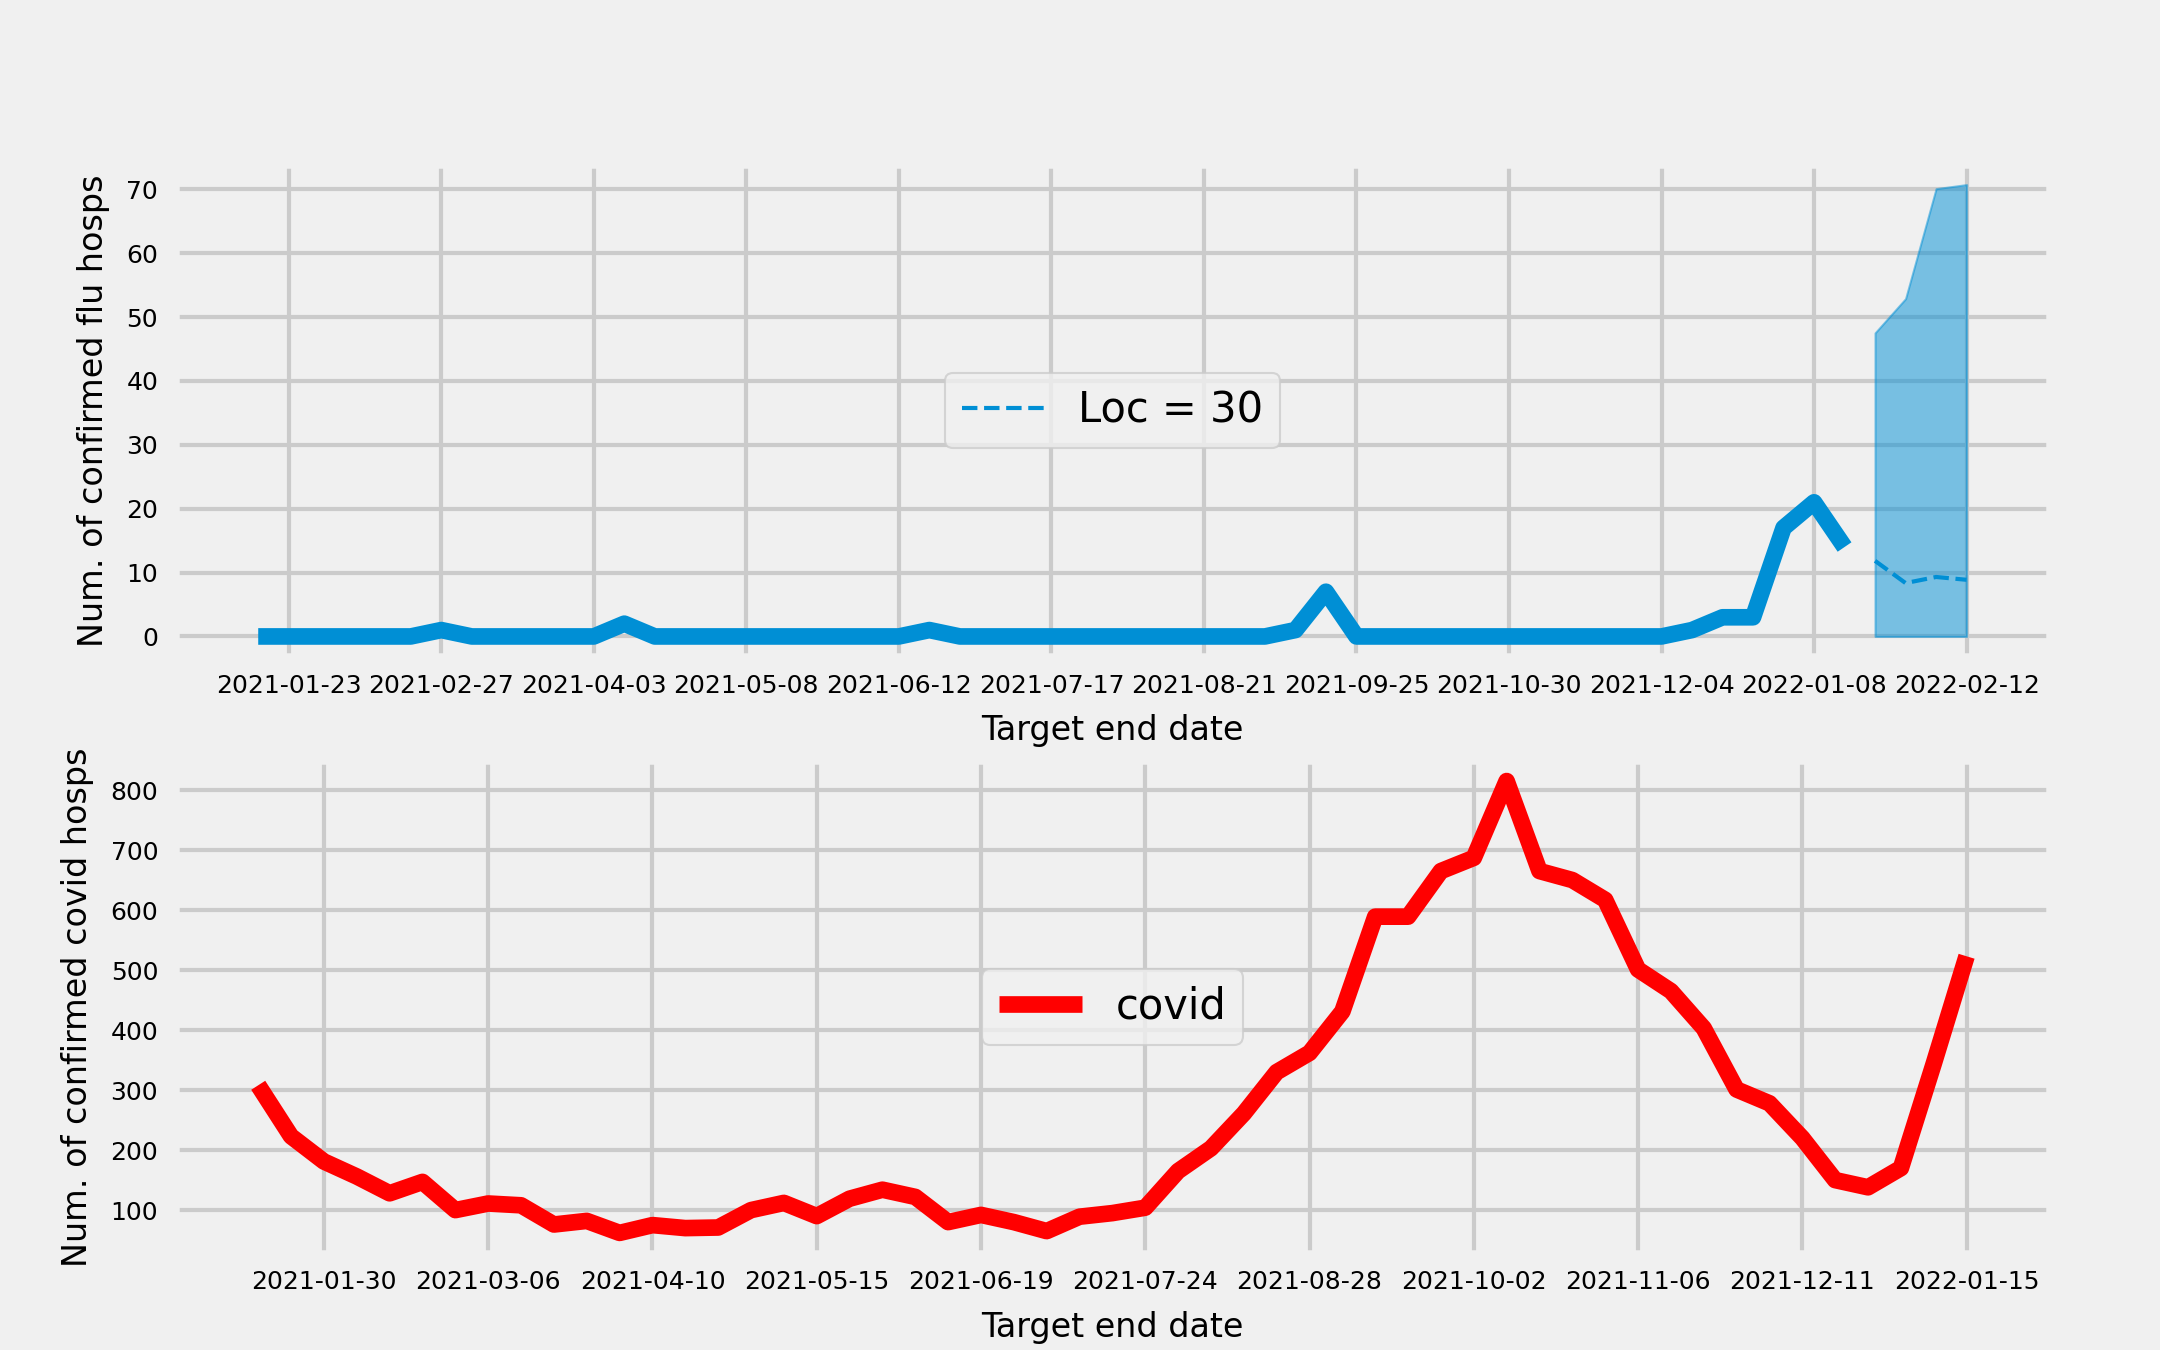 Num. of confirmed flu hosps
70
60
50
40
30
20
10
0
Loc = 30
2021-01-23 2021-02-27 2021-04-03 2021-05-08 2021-06-12 2021-07-17 2021-08-21 2021-09-25 2021-10-30 2021-12-04 2022-01-08 2022-02-12
Target end date
Num. of confirmed covid hosps
800
700
600
500
400
300
200
100
covid
2021-01-30 2021-03-06 2021-04-10 2021-05-15 2021-06-19 2021-07-24 2021-08-28 2021-10-02 2021-11-06 2021-12-11 2022-01-15
Target end date